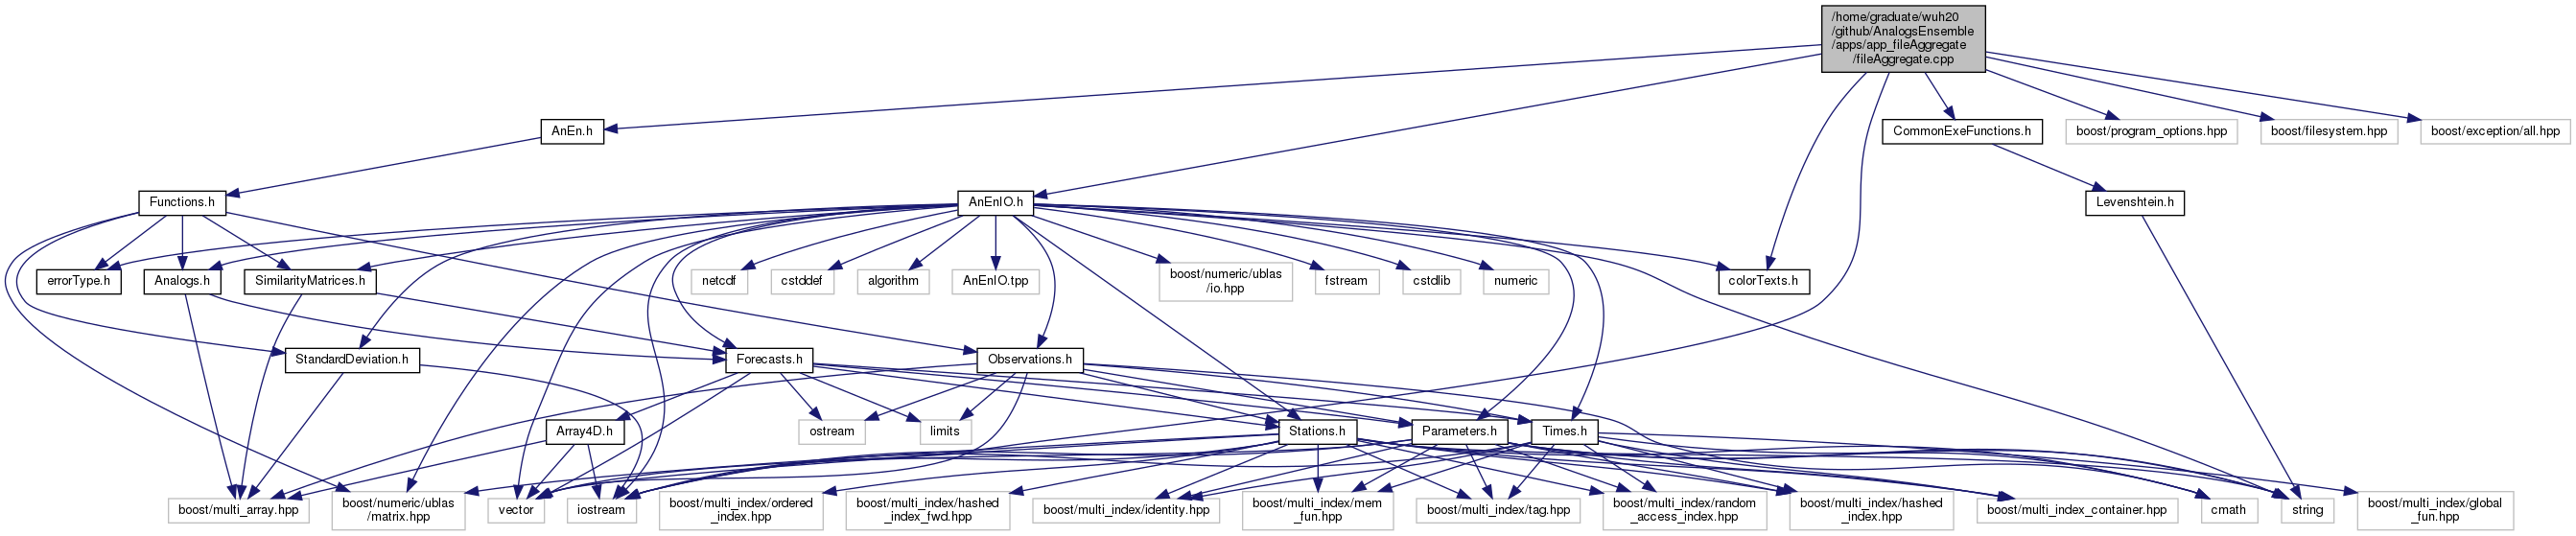 /home/graduate/wuh20
/github/AnalogsEnsemble
/apps/app_fileAggregate
/fileAggregate.cpp
AnEn.h
CommonExeFunctions.h
boost/program_options.hpp
boost/filesystem.hpp
boost/exception/all.hpp
Functions.h
AnEnIO.h
Levenshtein.h
errorType.h
Analogs.h
SimilarityMatrices.h
netcdf
cstddef
algorithm
AnEnIO.tpp
boost/numeric/ublas
/io.hpp
fstream
cstdlib
numeric
colorTexts.h
StandardDeviation.h
Forecasts.h
Observations.h
Array4D.h
ostream
limits
Stations.h
Parameters.h
Times.h
boost/multi_array.hpp
boost/numeric/ublas
/matrix.hpp
vector
iostream
boost/multi_index/ordered
_index.hpp
boost/multi_index/hashed
_index_fwd.hpp
boost/multi_index/identity.hpp
boost/multi_index/mem
_fun.hpp
boost/multi_index/tag.hpp
boost/multi_index/random
_access_index.hpp
boost/multi_index/hashed
_index.hpp
boost/multi_index_container.hpp
cmath
string
boost/multi_index/global
_fun.hpp